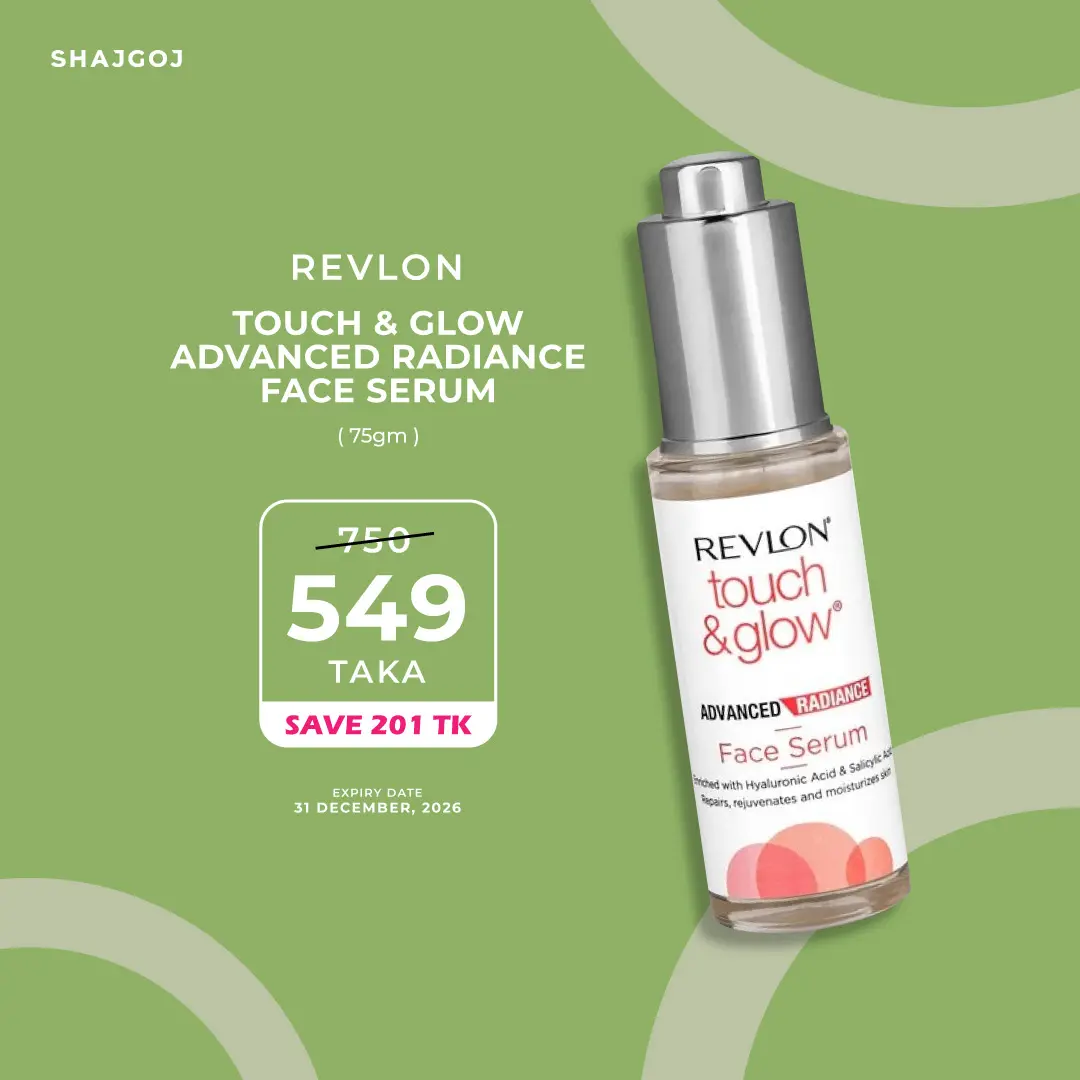 SHAJGOJ
REVLON
TOUCH & GLOW
ADVANCED RADIANCE
FACE SERUM
( 75gm )
750
549
TAKA
SAVE 201 TK
EXPIRY DATE
31 DECEMBER, 2026
REVLON®
touch
&glow®
ADVANCED RADIANCE
Face Serum
Enriched with Hyaluronic Acid & Salicylic Acid
Repairs, rejuvenates and moisturizes skin